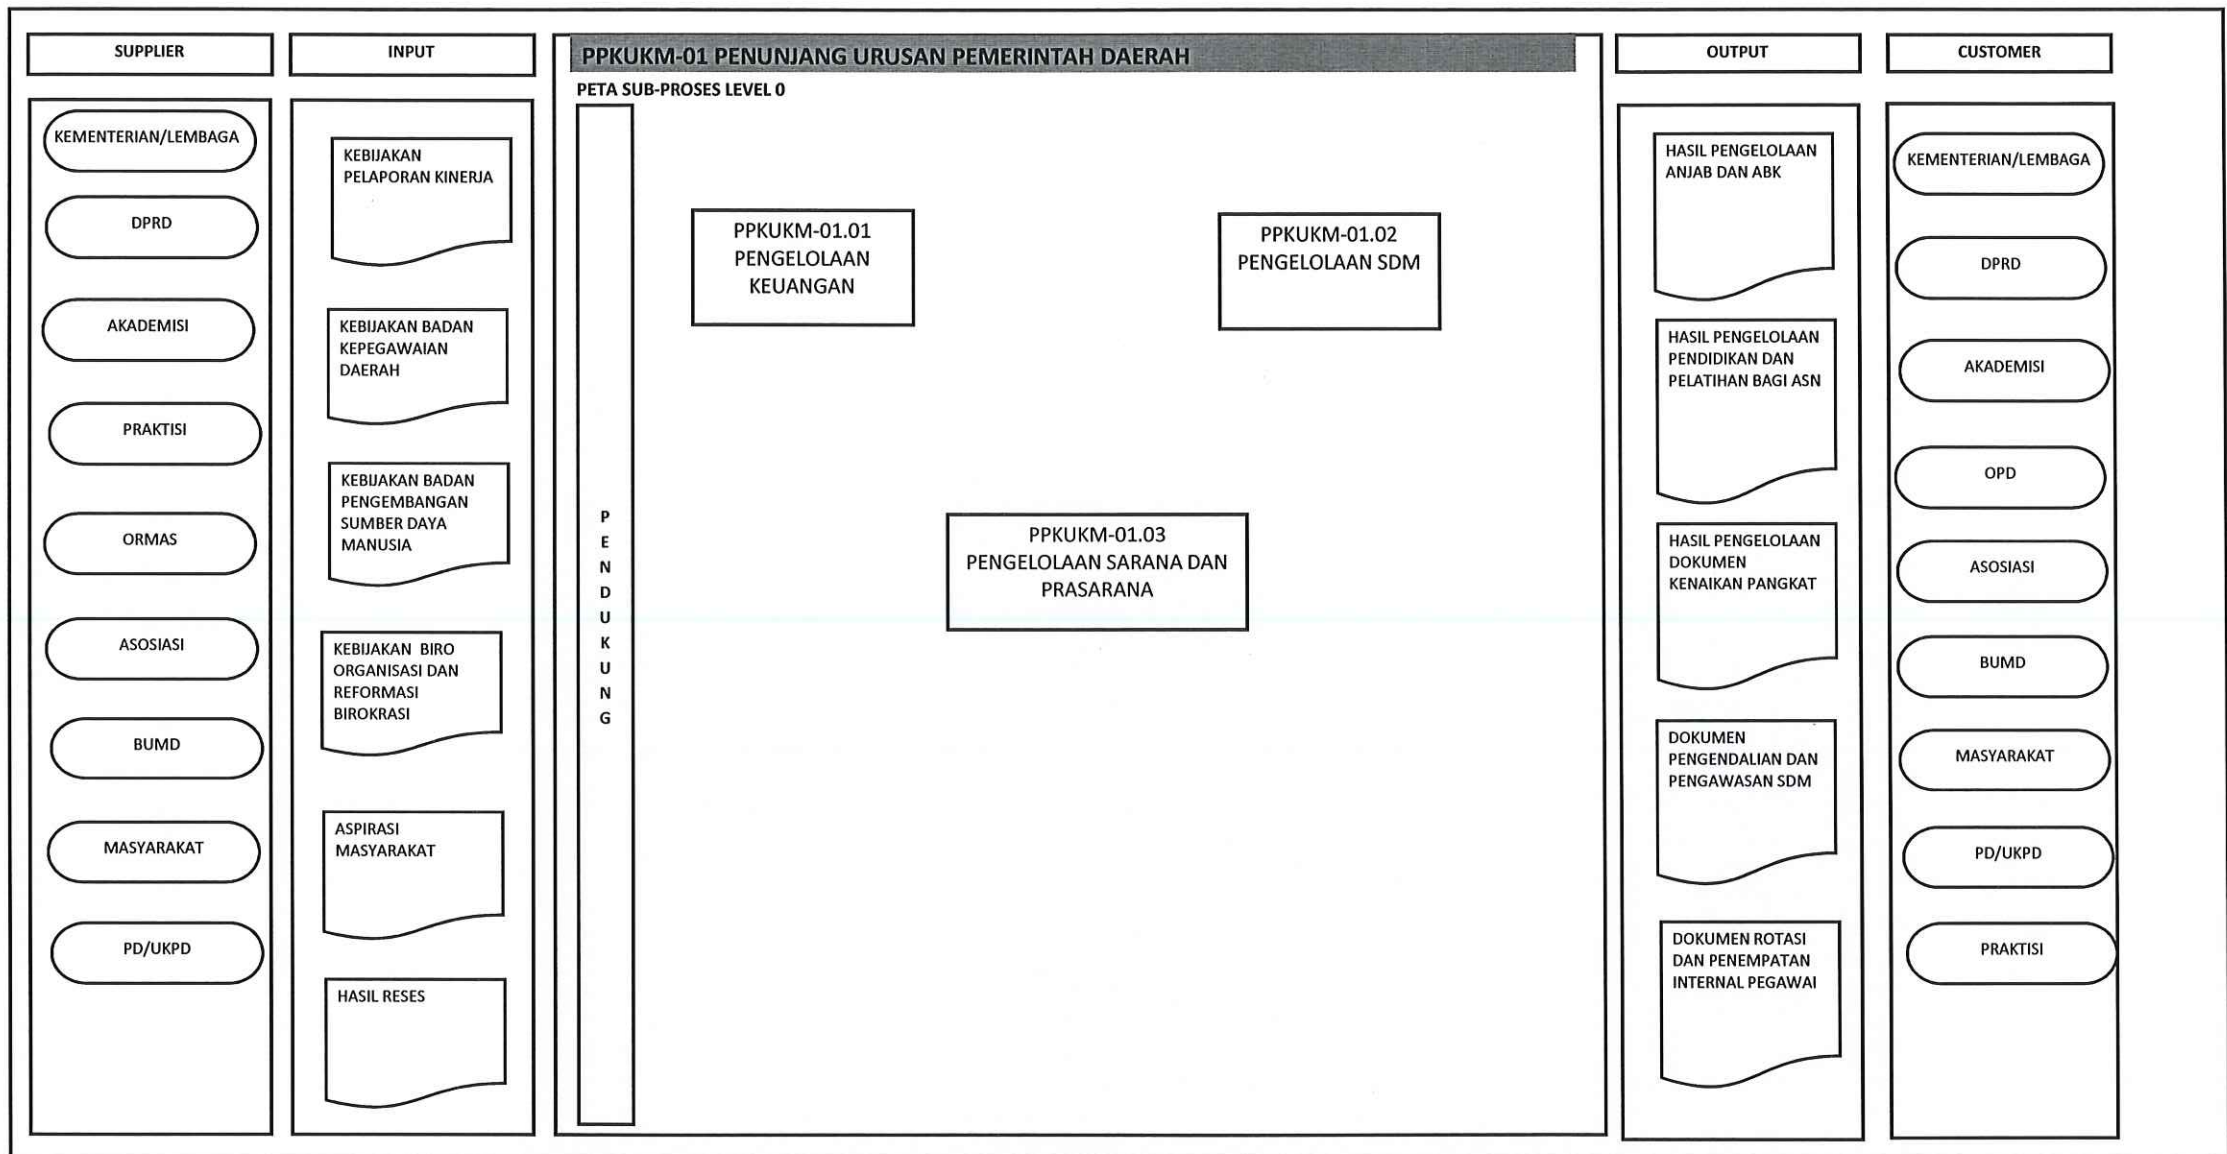 SUPPLIER
KEMENTERIAN/LEMBAGA
DPRD
AKADEMISI
PRAKTISI
ORMAS
ASOSIASI
BUMD
MASYARAKAT
PD/UKPD
INPUT
KEBIJAKAN
PELAPORAN KINERJA
KEBIJAKAN BADAN
KEPEGAWAIAN
DAERAH
KEBIJAKAN BADAN
PENGEMBANGAN
SUMBER DAYA
MANUSIA
KEBIJAKAN BIRO
ORGANISASI DAN
REFORMASI
BIROKRASI
ASPIRASI
MASYARAKAT
HASIL RESES
PPKUKM-01 PENUNJANG URUSAN PEMERINTAH DAERAH
PETA SUB-PROSES LEVEL 0
P
E
N
D
U
K
U
N
G
PPKUKM-01.01
PENGELOLAAN
KEUANGAN
PPKUKM-01.02
PENGELOLAAN SDM
PPKUKM-01.03
PENGELOLAAN SARANA DAN
PRASARANA
OUTPUT
HASIL PENGELOLAAN
ANJAB DAN ABK
HASIL PENGELOLAAN
PENDIDIKAN DAN
PELATIHAN BAGI ASN
HASIL PENGELOLAAN
DOKUMEN
KENAIKAN PANGKAT
DOKUMEN
PENGENDALIAN DAN
PENGAWASAN SDM
DOKUMEN ROTASI
DAN PENEMPATAN
INTERNAL PEGAWAI
CUSTOMER
KEMENTERIAN/LEMBAGA
DPRD
AKADEMISI
OPD
ASOSIASI
BUMD
MASYARAKAT
PD/UKPD
PRAKTISI